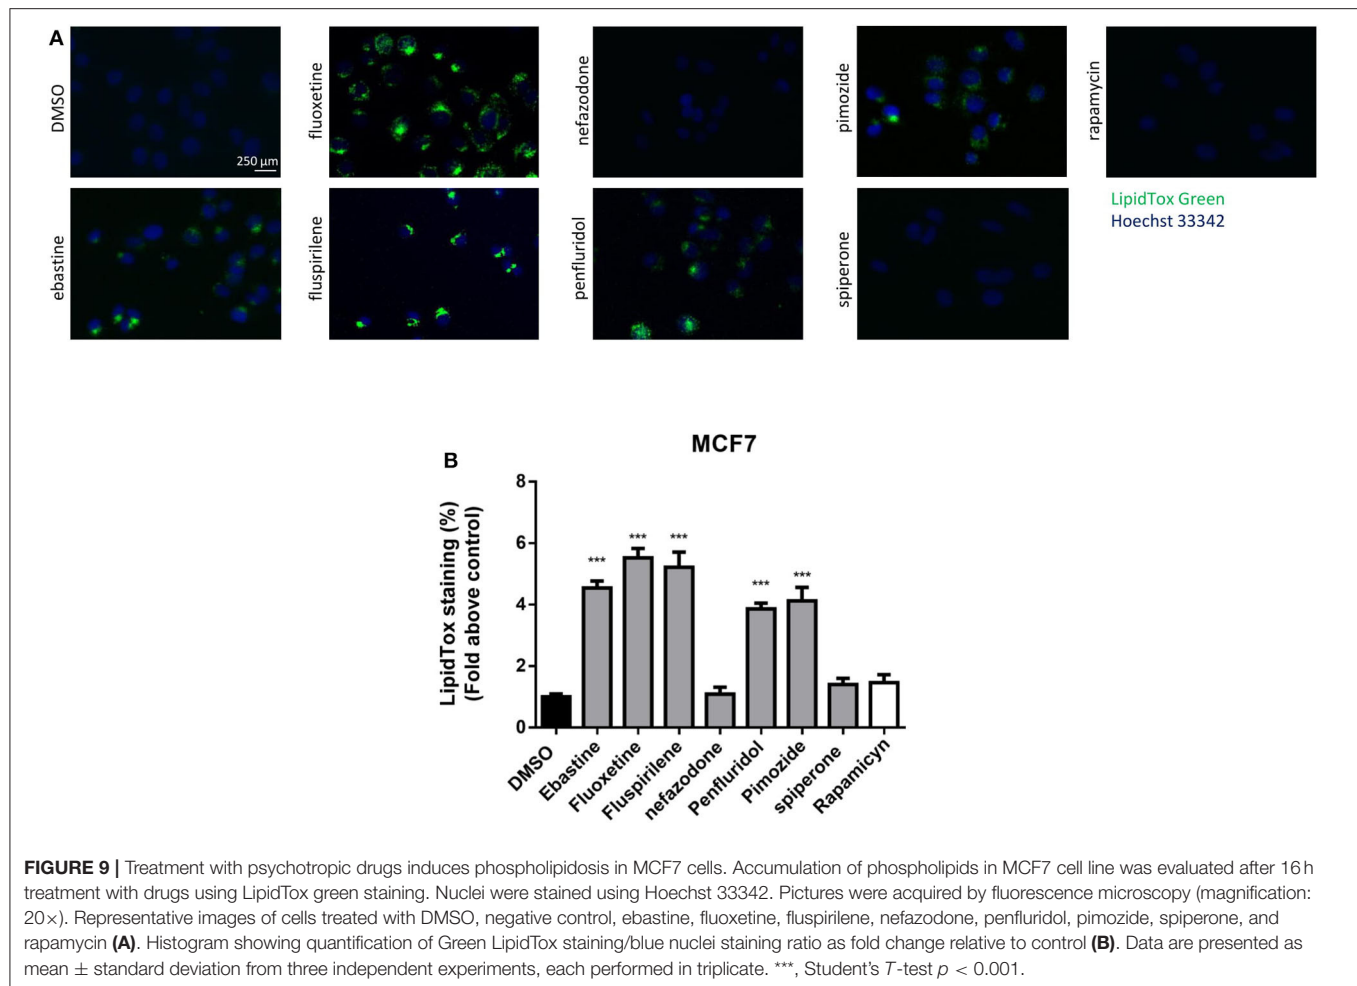 A
DMSO
250 µm
fluoxetine
nefazodone
pimozide
rapamycin
ebastine
fluspirilene
penfluridol
spiperone
LipidTox Green
Hoechst 33342
B
MCF7
LipidTox staining (%)
(Fold above control)
8
6
4
2
0
***
***
***
***
***
DMSO
Ebastine
Fluoxetine
Fluspirilene
nefazodone
Penfluridol
Pimozide
spiperone
Rapamicyn
FIGURE 9 | Treatment with psychotropic drugs induces phospholipidosis in MCF7 cells. Accumulation of phospholipids in MCF7 cell line was evaluated after 16 h
treatment with drugs using LipidTox green staining. Nuclei were stained using Hoechst 33342. Pictures were acquired by fluorescence microscopy (magnification:
20×). Representative images of cells treated with DMSO, negative control, ebastine, fluoxetine, fluspirilene, nefazodone, penfluridol, pimozide, spiperone, and
rapamycin (A). Histogram showing quantification of Green LipidTox staining/blue nuclei staining ratio as fold change relative to control (B). Data are presented as
mean ± standard deviation from three independent experiments, each performed in triplicate. ***, Student's T-test p < 0.001.